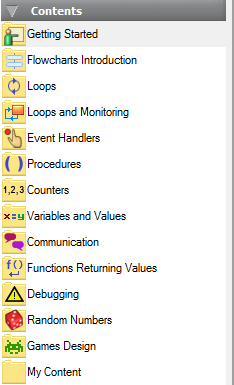 Contents
Getting Started
Flowcharts Introduction
Loops
Loops and Monitoring
Event Handlers
( ) Procedures
1,2,3 Counters
x=y Variables and Values
Communication
f() Functions Returning Values
Debugging
Random Numbers
Games Design
My Content